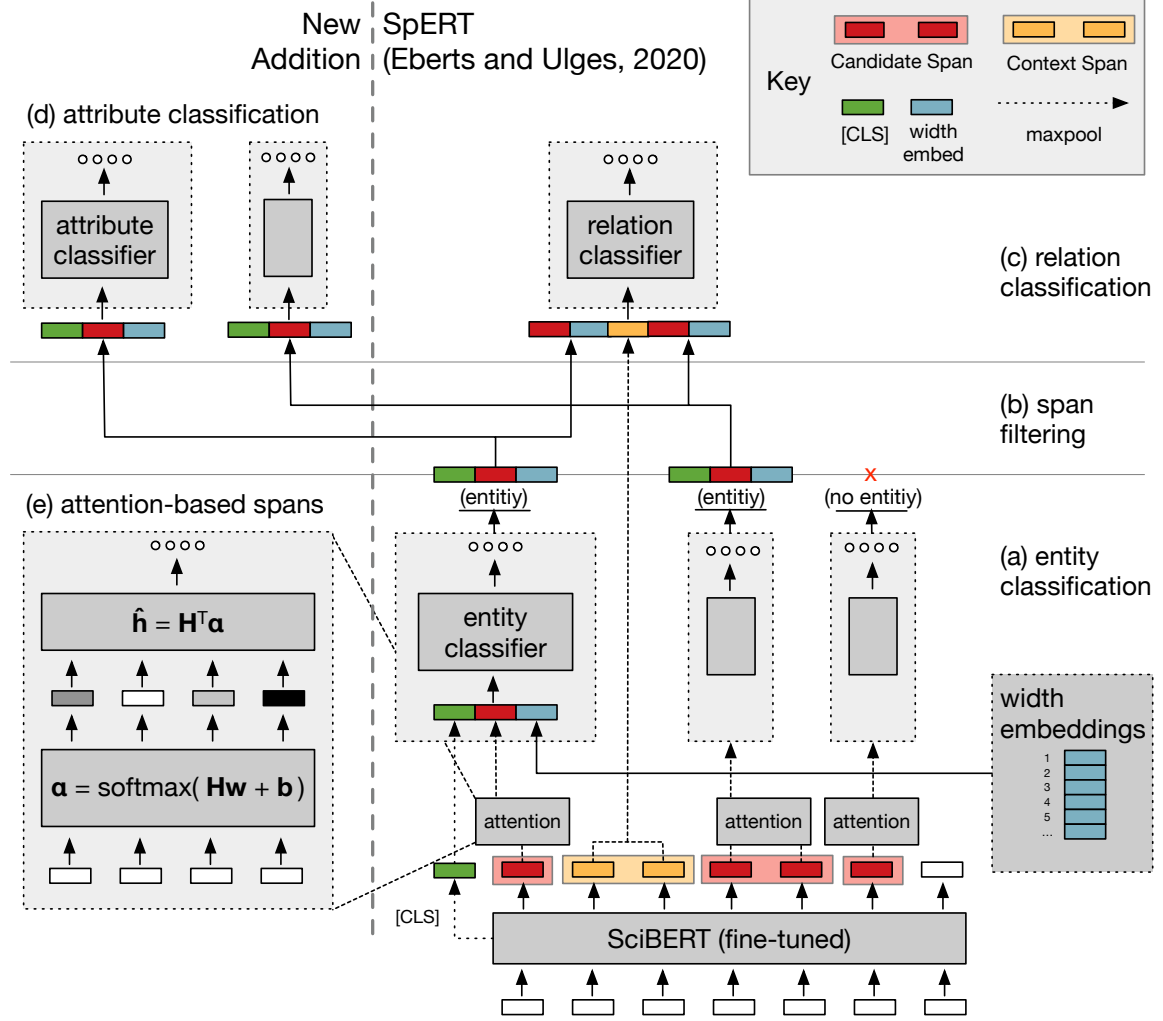 New
Addition
SpERT
(Eberts and Ulges, 2020)
Key
Candidate Span
Context Span
[CLS]
width
embed
maxpool
(d) attribute classification
attribute
classifier
relation
classifier
(c) relation
classification
(b) span
filtering
(entitiy)
(entitiy)
x
(no entitiy)
(e) attention-based spans
(a) entity
classification
ĥ = Hᵀα
entity
classifier
α = softmax( Hw + b )
width
embeddings
1
2
3
4
5
...
attention
attention
attention
[CLS]
SciBERT (fine-tuned)